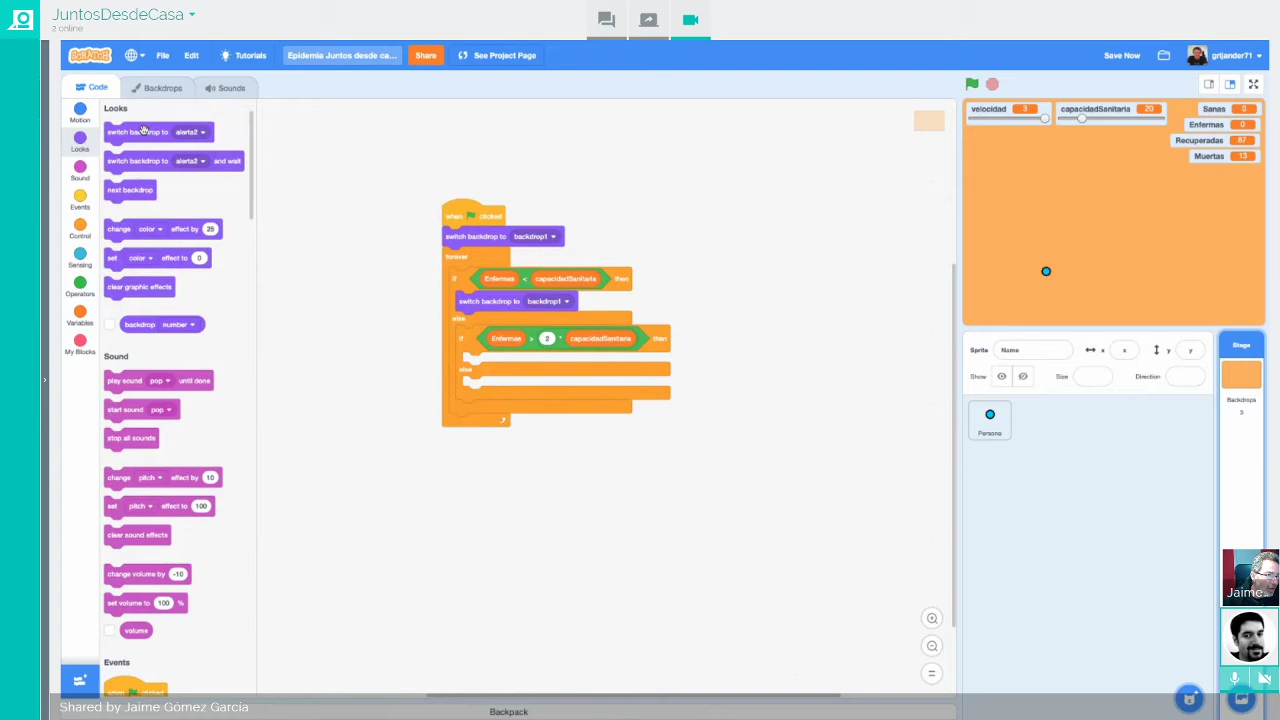 JuntosDesdeCasa
2 online
SCRATCH
File
Edit
Tutorials
Epidemia Juntos desde ca...
Share
See Project Page
Save Now
grijander71
Code
Backdrops
Sounds
Motion
Looks
Sound
Events
Control
Sensing
Operators
Variables
My Blocks
Looks
switch backdrop to alerta2
switch backdrop to alerta2 and wait
next backdrop
change color effect by 25
set color effect to 0
clear graphic effects
backdrop number
Sound
play sound pop until done
start sound pop
stop all sounds
change pitch effect by 10
set pitch effect to 100
clear sound effects
change volume by -10
set volume to 100 %
volume
Events
when clicked
when clicked
switch backdrop to backdrop1
forever
if Enfermas < capacidadSanitaria then
switch backdrop to backdrop1
else
if Enfermas > 2 * capacidadSanitaria then
else
velocidad 3
capacidadSanitaria 20
Sanas 0
Enfermas 0
Recuperadas 87
Muertas 13
Sprite Name x x y y
Show Size Direction
Persona
Stage
Backdrops
3
Jaime...
Backpack
Shared by Jaime Gómez García